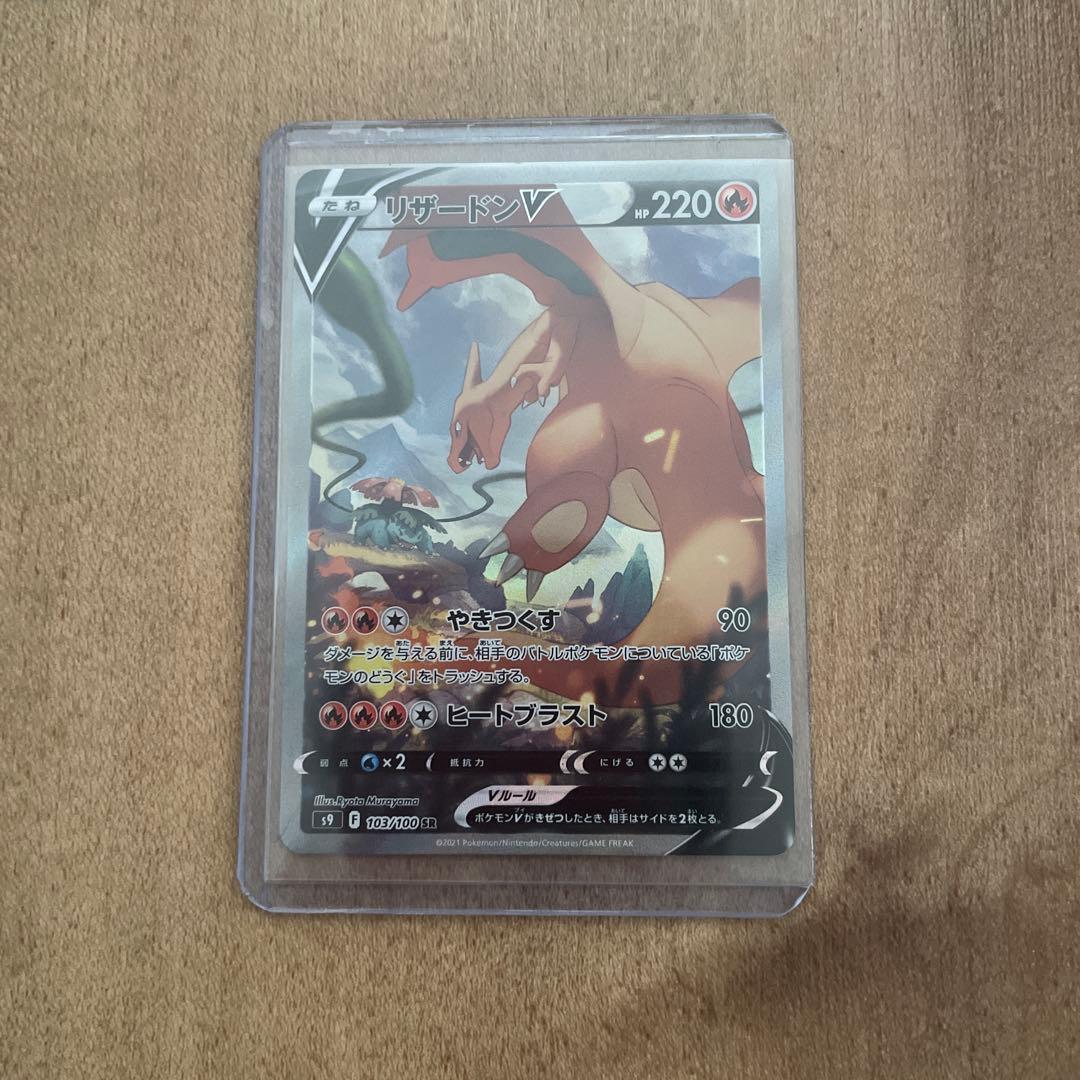 たね リザードンV HP 220
やきつくす 90
ダメージを与える前に、相手のバトルポケモンについている「ポケ
モンのどうぐ」をトラッシュする。
ヒートブラスト 180
弱点 ×2 抵抗力 にげる
Illus.Ryota Murayama
Vルール
ポケモンVがきぜつしたとき、相手はサイドを2枚とる。
s9 F 103/100 SR
©2021 Pokémon/Nintendo/Creatures/GAME FREAK